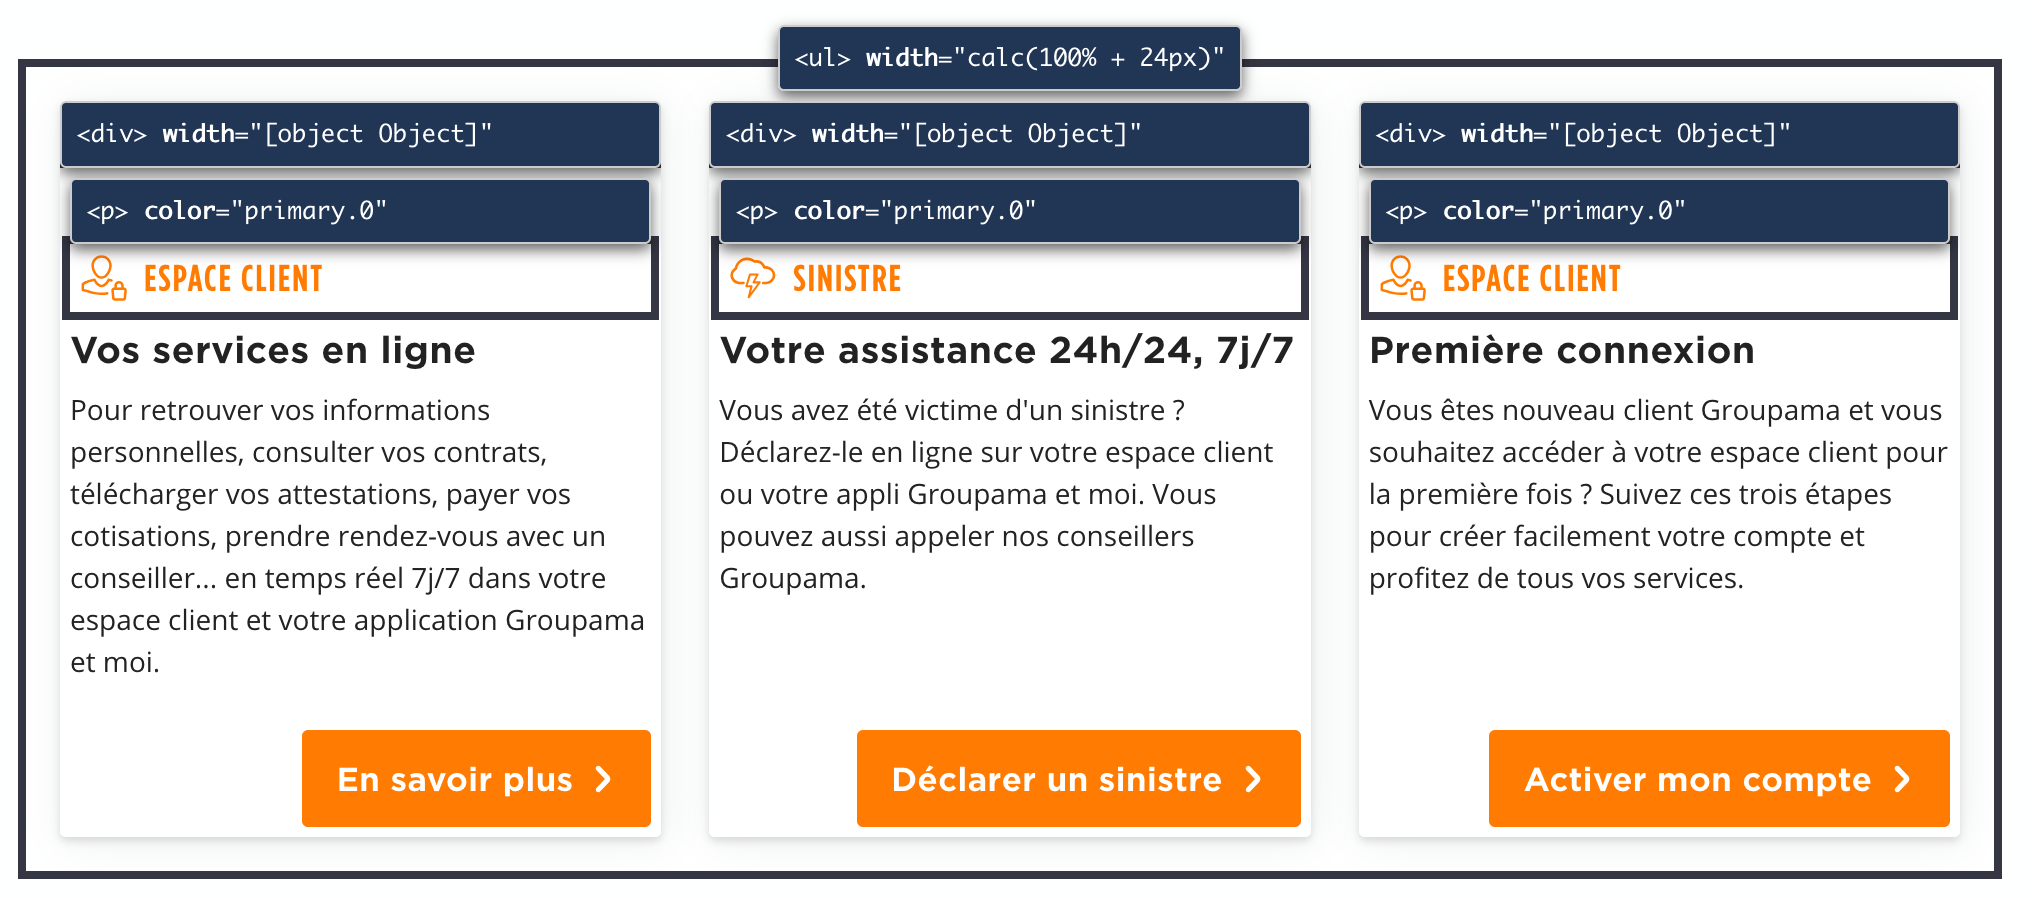 <ul> width="calc(100% + 24px)"
<div> width="[object Object]"
<p> color="primary.0"
ESPACE CLIENT
Vos services en ligne
Pour retrouver vos informations
personnelles, consulter vos contrats,
télécharger vos attestations, payer vos
cotisations, prendre rendez-vous avec un
conseiller... en temps réel 7j/7 dans votre
espace client et votre application Groupama
et moi.
En savoir plus
<div> width="[object Object]"
<p> color="primary.0"
SINISTRE
Votre assistance 24h/24, 7j/7
Vous avez été victime d'un sinistre ?
Déclarez-le en ligne sur votre espace client
ou votre appli Groupama et moi. Vous
pouvez aussi appeler nos conseillers
Groupama.
Déclarer un sinistre
<div> width="[object Object]"
<p> color="primary.0"
ESPACE CLIENT
Première connexion
Vous êtes nouveau client Groupama et vous
souhaitez accéder à votre espace client pour
la première fois ? Suivez ces trois étapes
pour créer facilement votre compte et
profitez de tous vos services.
Activer mon compte